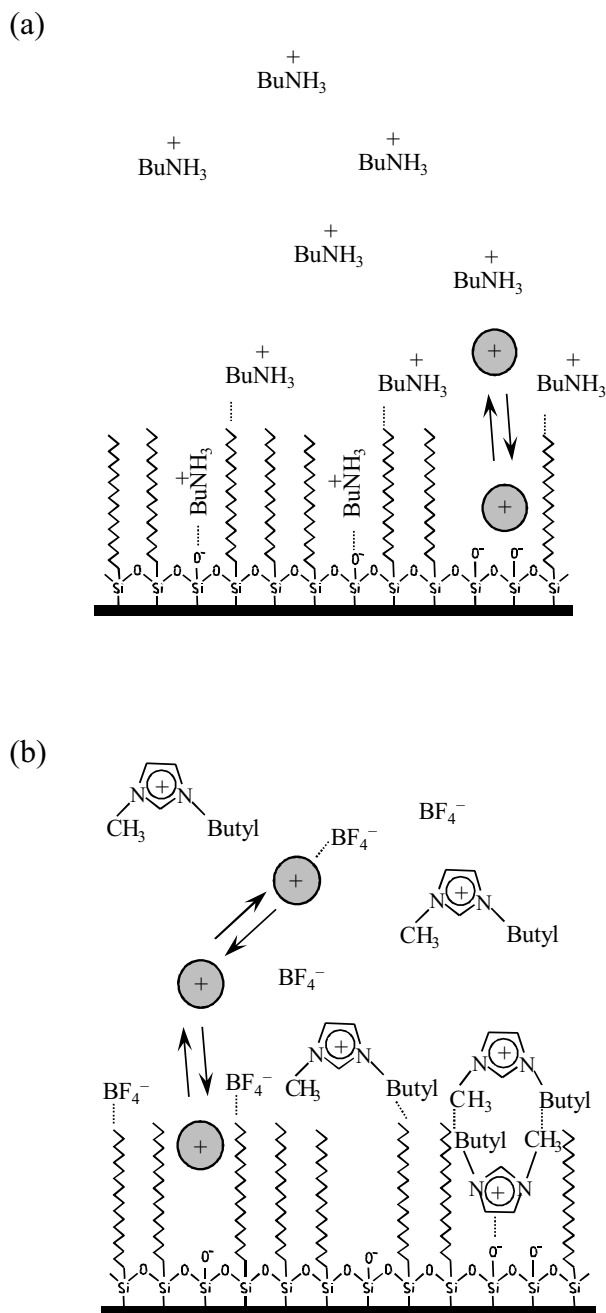 (a)
+
BuNH₃
+
BuNH₃
+
BuNH₃
+
BuNH₃
+
BuNH₃
+
+
BuNH₃
+
BuNH₃
+
BuNH₃
+
BuNH₃
+
BuNH₃
+
O⁻ O⁻ O⁻ O⁻
O O O O O O O O O O O
Si Si Si Si Si Si Si Si Si Si Si Si
(b)
N + N
CH₃ Butyl
BF₄⁻
BF₄⁻
+
N + N
CH₃ Butyl
+
BF₄⁻
N + N
CH₃ Butyl
N + N
CH₃ Butyl
BF₄⁻ BF₄⁻
+
Butyl CH₃
N + N
O⁻ O⁻ O⁻ O⁻
O O O O O O O O O O O
Si Si Si Si Si Si Si Si Si Si Si Si